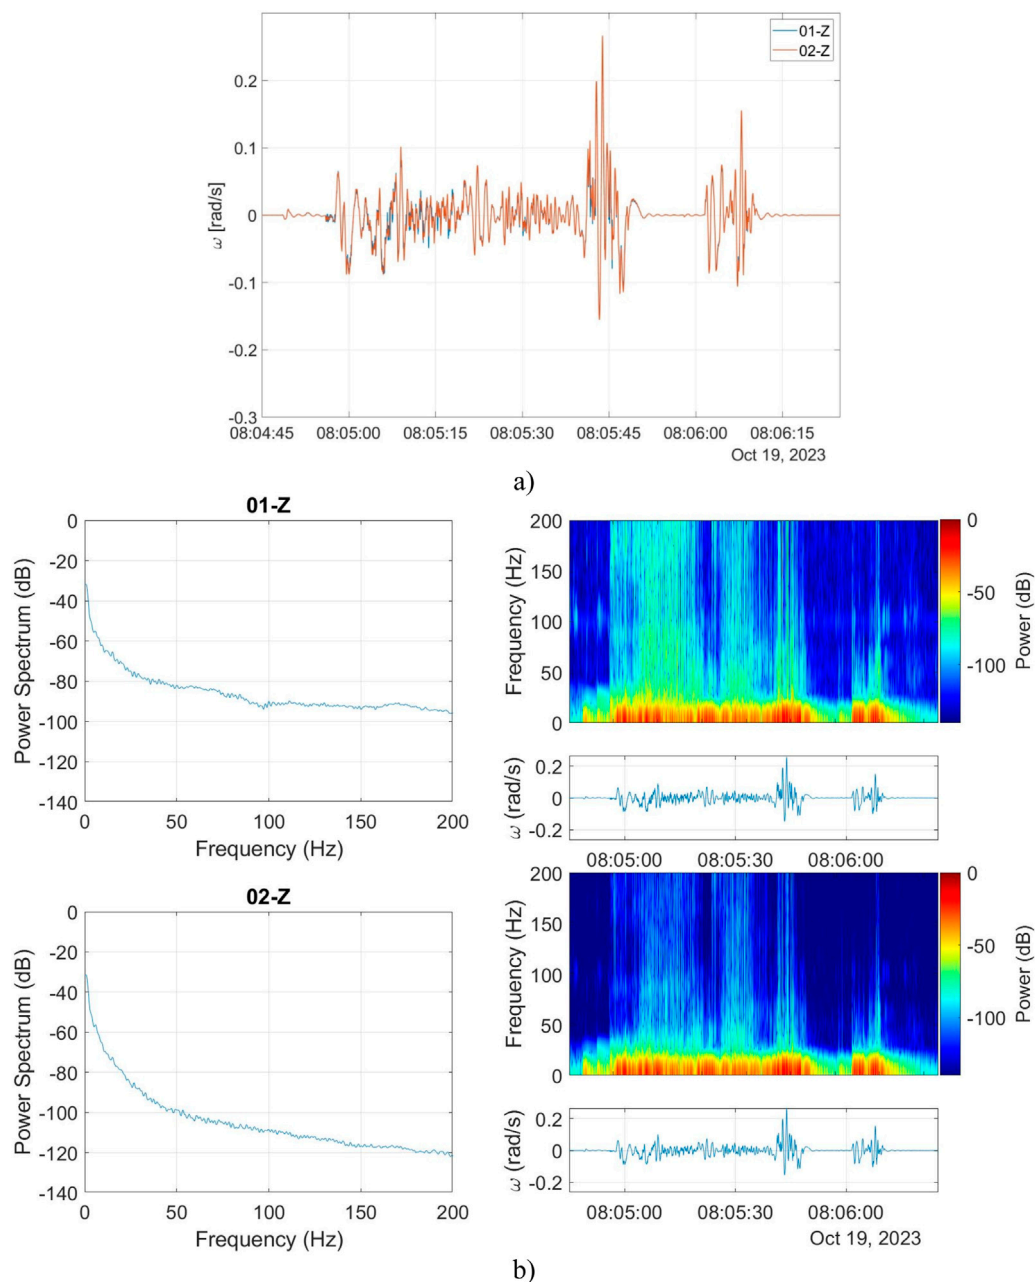 01-Z
02-Z
0.2
0.1
0
-0.1
-0.2
-0.3
ω [rad/s]
08:04:45 08:05:00 08:05:15 08:05:30 08:05:45 08:06:00 08:06:15
Oct 19, 2023
a)
01-Z
0
-20
-40
-60
-80
-100
-120
-140
Power Spectrum (dB)
0 50 100 150 200
Frequency (Hz)
200
150
100
50
0
Frequency (Hz)
0
-50
-100
Power (dB)
0.2
0
-0.2
ω (rad/s)
08:05:00 08:05:30 08:06:00
02-Z
0
-20
-40
-60
-80
-100
-120
-140
Power Spectrum (dB)
0 50 100 150 200
Frequency (Hz)
200
150
100
50
0
Frequency (Hz)
0
-50
-100
Power (dB)
0.2
0
-0.2
ω (rad/s)
08:05:00 08:05:30 08:06:00
Oct 19, 2023
b)